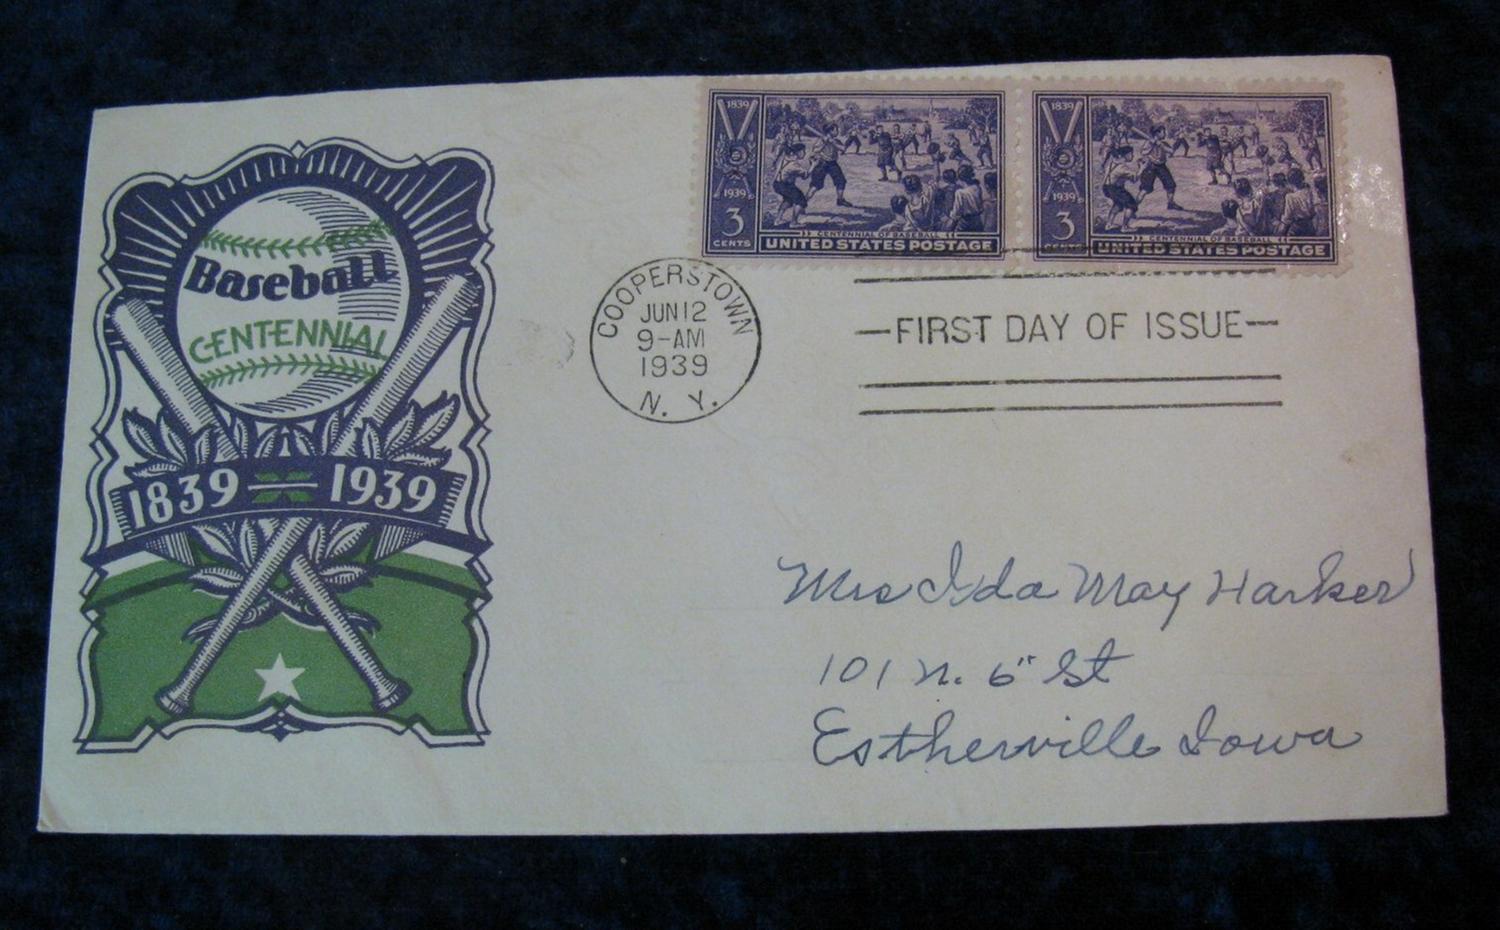 Baseball
CENTENNIAL
1839 1939
1839
1939
3
CENTS
CENTENNIAL OF BASEBALL
UNITED STATES POSTAGE
1839
1939
3
CENTS
CENTENNIAL OF BASEBALL
UNITED STATES POSTAGE
COOPERSTOWN
JUN 12
9-AM
1939
N. Y.
FIRST DAY OF ISSUE
Mrs Ida May Harker
101 N. 6" St
Estherville Iowa